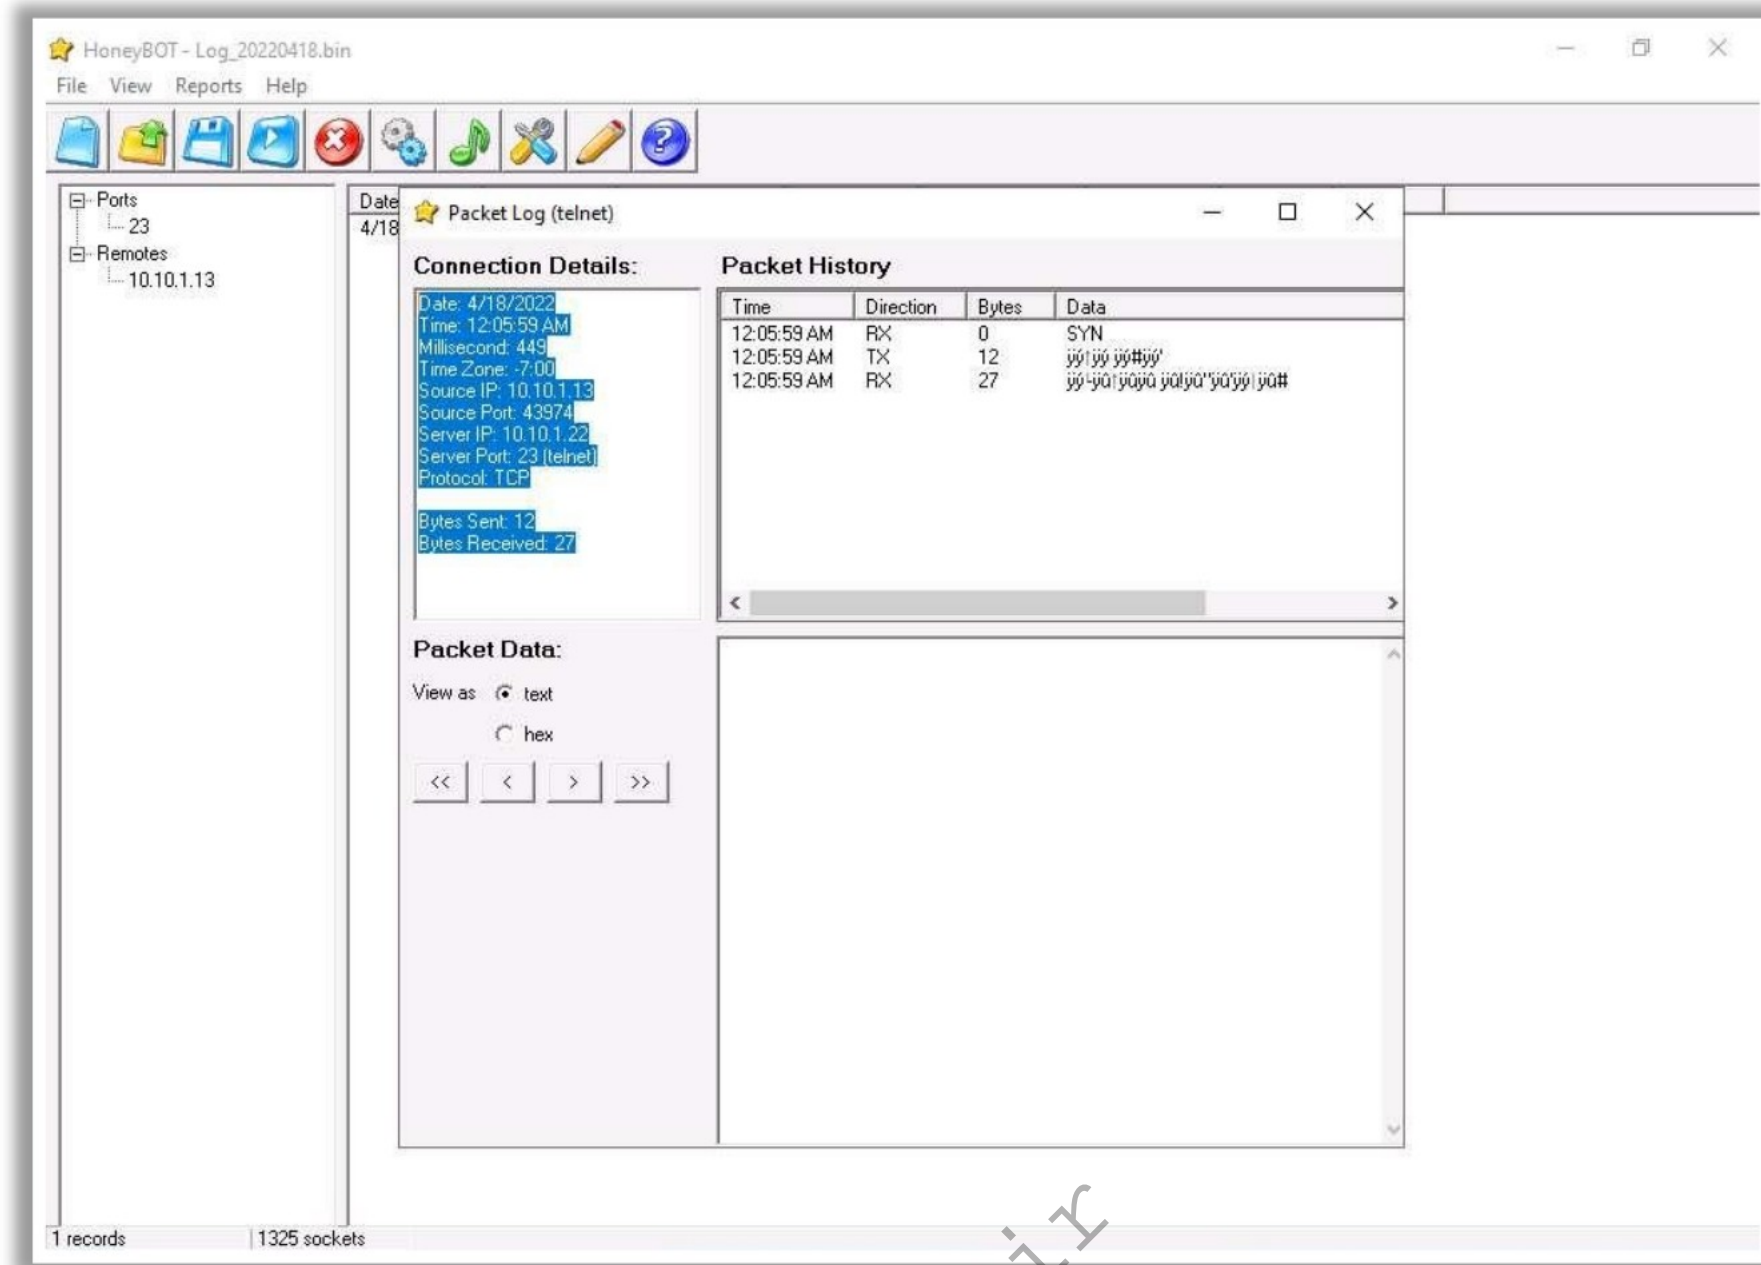 HoneyBOT - Log_20220418.bin
File View Reports Help
Ports
23
Remotes
10.10.1.13
Date
4/18
Packet Log (telnet)
Connection Details:
Date: 4/18/2022
Time: 12:05:59 AM
Millisecond: 449
Time Zone: -7:00
Source IP: 10.10.1.13
Source Port: 43974
Server IP: 10.10.1.22
Server Port: 23 (telnet)
Protocol: TCP
Bytes Sent: 12
Bytes Received: 27
Packet History
Time Direction Bytes Data
12:05:59 AM RX 0 SYN
12:05:59 AM TX 12
12:05:59 AM RX 27
Packet Data:
View as text
hex
<< < > >>
1 records 1325 sockets
ir